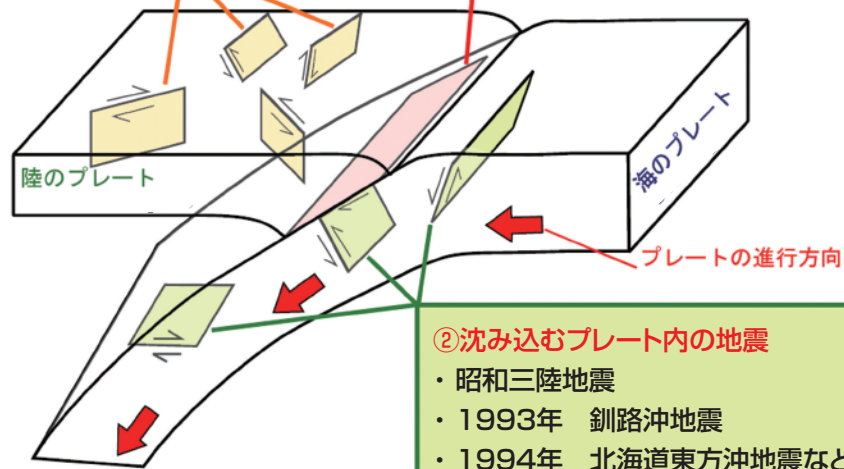 陸のプレート
海のプレート
プレートの進行方向
②沈み込むプレート内の地震
・昭和三陸地震
・1993年　釧路沖地震
・1994年　北海道東方沖地震など